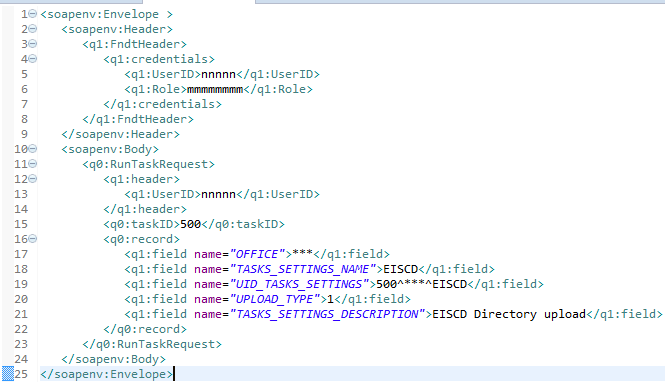 1 <soapenv:Envelope >
2 <soapenv:Header>
3 <q1:FndtHeader>
4 <q1:credentials>
5 <q1:UserID>nnnnn</q1:UserID>
6 <q1:Role>mmmmmmmm</q1:Role>
7 </q1:credentials>
8 </q1:FndtHeader>
9 </soapenv:Header>
10 <soapenv:Body>
11 <q0:RunTaskRequest>
12 <q1:header>
13 <q1:UserID>nnnnn</q1:UserID>
14 </q1:header>
15 <q0:taskID>500</q0:taskID>
16 <q0:record>
17 <q1:field name="OFFICE">***</q1:field>
18 <q1:field name="TASKS_SETTINGS_NAME">EISCD</q1:field>
19 <q1:field name="UID_TASKS_SETTINGS">500^***^EISCD</q1:field>
20 <q1:field name="UPLOAD_TYPE">1</q1:field>
21 <q1:field name="TASKS_SETTINGS_DESCRIPTION">EISCD Directory upload</q1:field>
22 </q0:record>
23 </q0:RunTaskRequest>
24 </soapenv:Body>
25 </soapenv:Envelope>